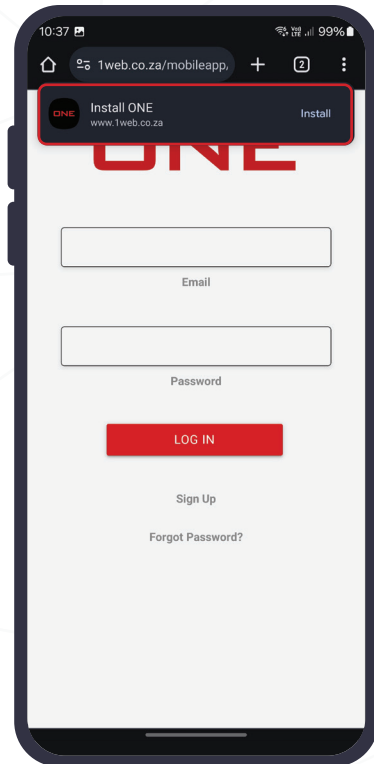 10:37 99%
1web.co.za/mobileapp/ 2
ONE Install ONE Install
www.1web.co.za
ONE
Email
Password
LOG IN
Sign Up
Forgot Password?